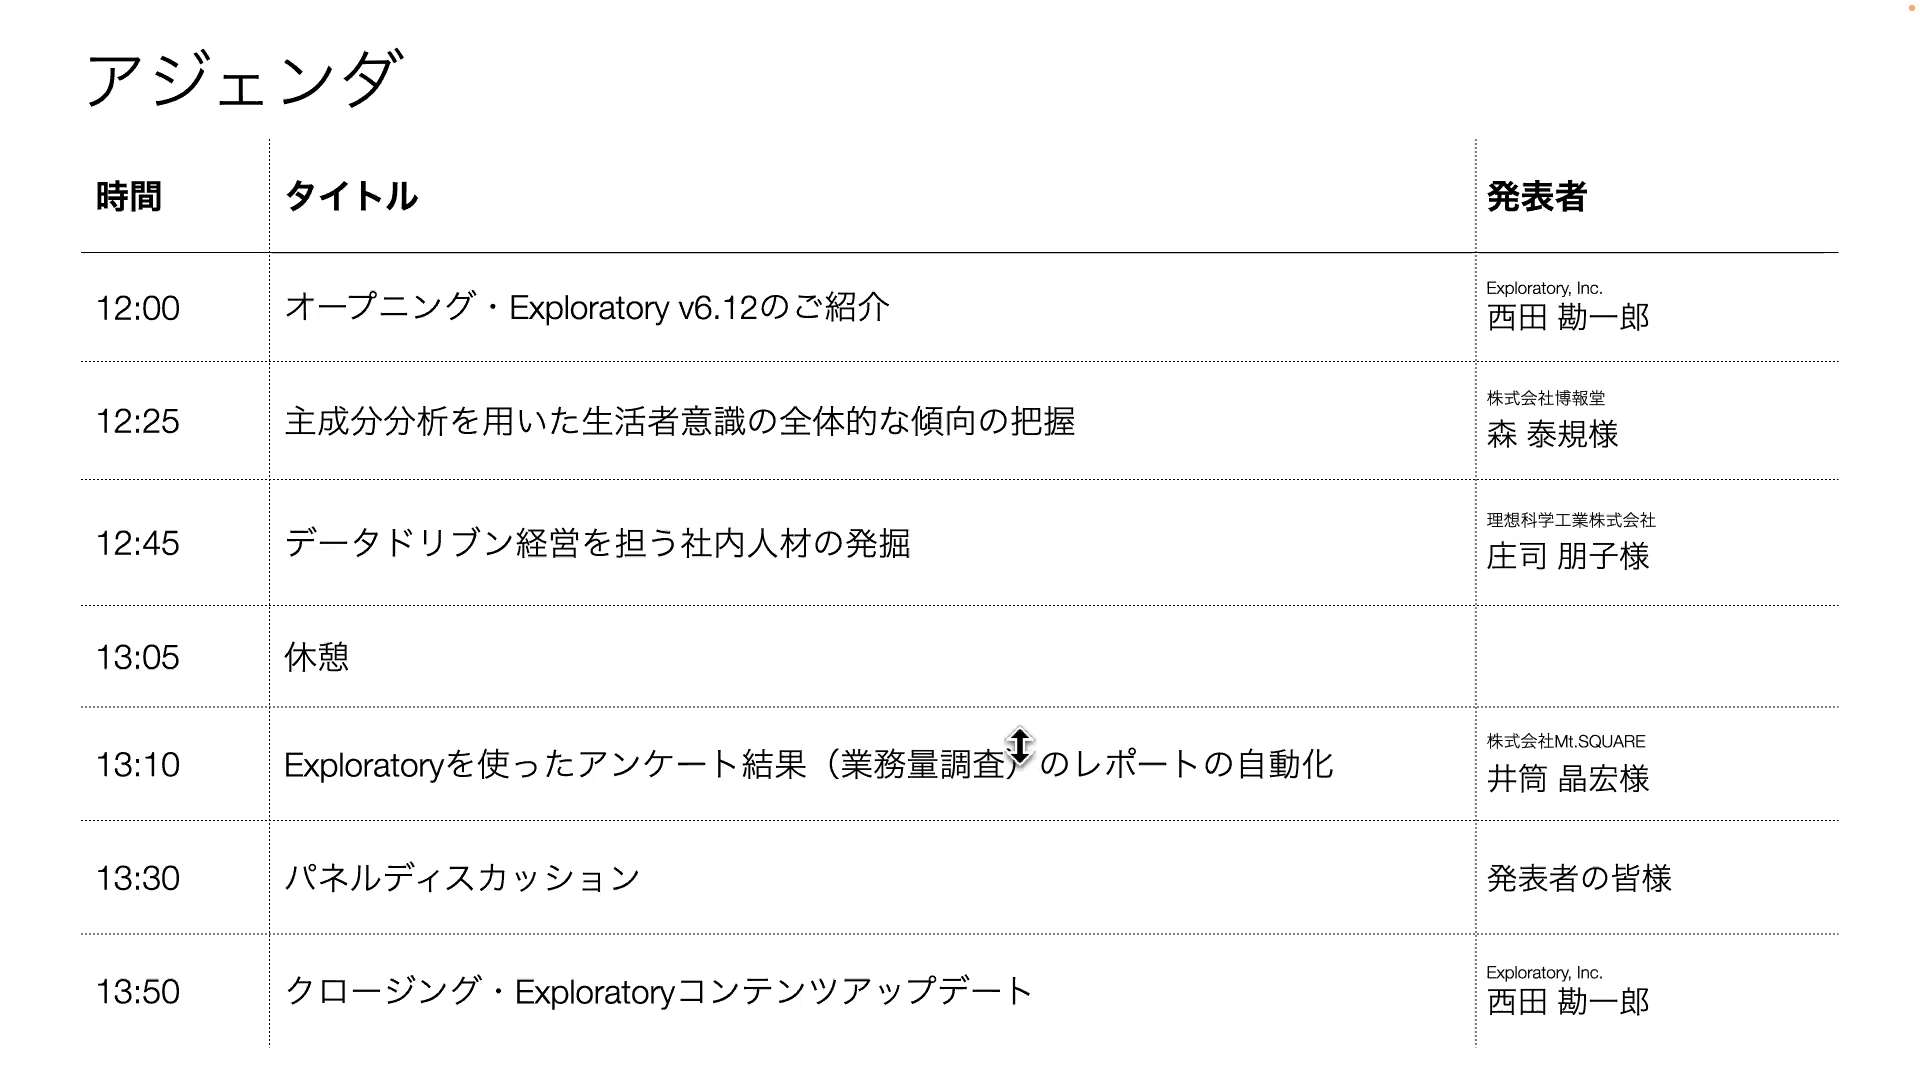 アジェンダ
時間 タイトル 発表者
12:00 オープニング・Exploratory v6.12のご紹介 Exploratory, Inc.
西田 勘一郎
12:25 主成分分析を用いた生活者意識の全体的な傾向の把握 株式会社博報堂
森 泰規様
12:45 データドリブン経営を担う社内人材の発掘 理想科学工業株式会社
庄司 朋子様
13:05 休憩
13:10 Exploratoryを使ったアンケート結果（業務量調査）のレポートの自動化 株式会社Mt.SQUARE
井筒 晶宏様
13:30 パネルディスカッション 発表者の皆様
13:50 クロージング・Exploratoryコンテンツアップデート Exploratory, Inc.
西田 勘一郎